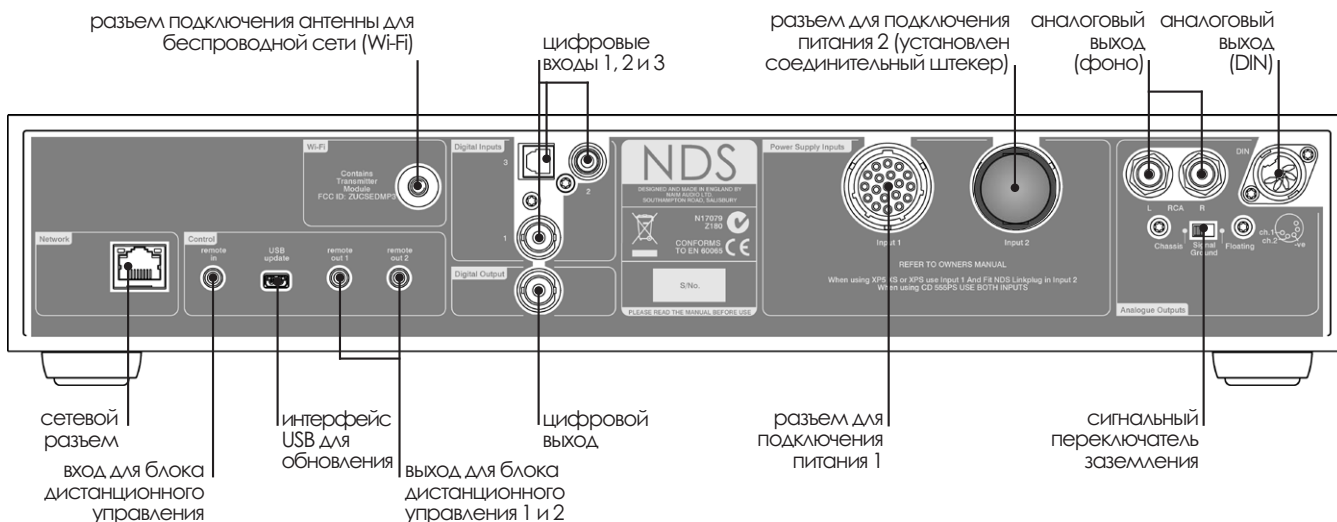 разъем подключения антенны для
беспроводной сети (Wi-Fi)
цифровые
входы 1, 2 и 3
разъем для подключения
питания 2 (установлен
соединительный штекер)
аналоговый
выход
(фоно)
аналоговый
выход
(DIN)
Wi-Fi
Contains
Transmitter
Module
FCC ID: ZUCSEDMP3
Digital Inputs
3
2
1
NDS
DESIGNED AND MADE IN ENGLAND BY
NAIM AUDIO LTD
SOUTHAMPTON ROAD, SALISBURY
N17079
Z180
CONFORMS
TO EN 60065
CE
S/No.
PLEASE READ THE MANUAL BEFORE USE
Power Supply Inputs
Input 1
Input 2
REFER TO OWNERS MANUAL
When using XP5 XS or XPS use Input 1 And Fit NDS Linkplug in Input 2
When using CD 555PS USE BOTH INPUTS
DIN
L RCA R
Chassis
Signal
Ground
Floating
ch.1
ch.2
-ve
Analogue Outputs
Network
Control
remote
in
USB
update
remote
out 1
remote
out 2
Digital Output
сетевой
разъем
интерфейс
USB для
обновления
цифровой
выход
разъем для
подключения
питания 1
сигнальный
переключатель
заземления
вход для блока
дистанционного
управления
выход для блока
дистанционного
управления 1 и 2